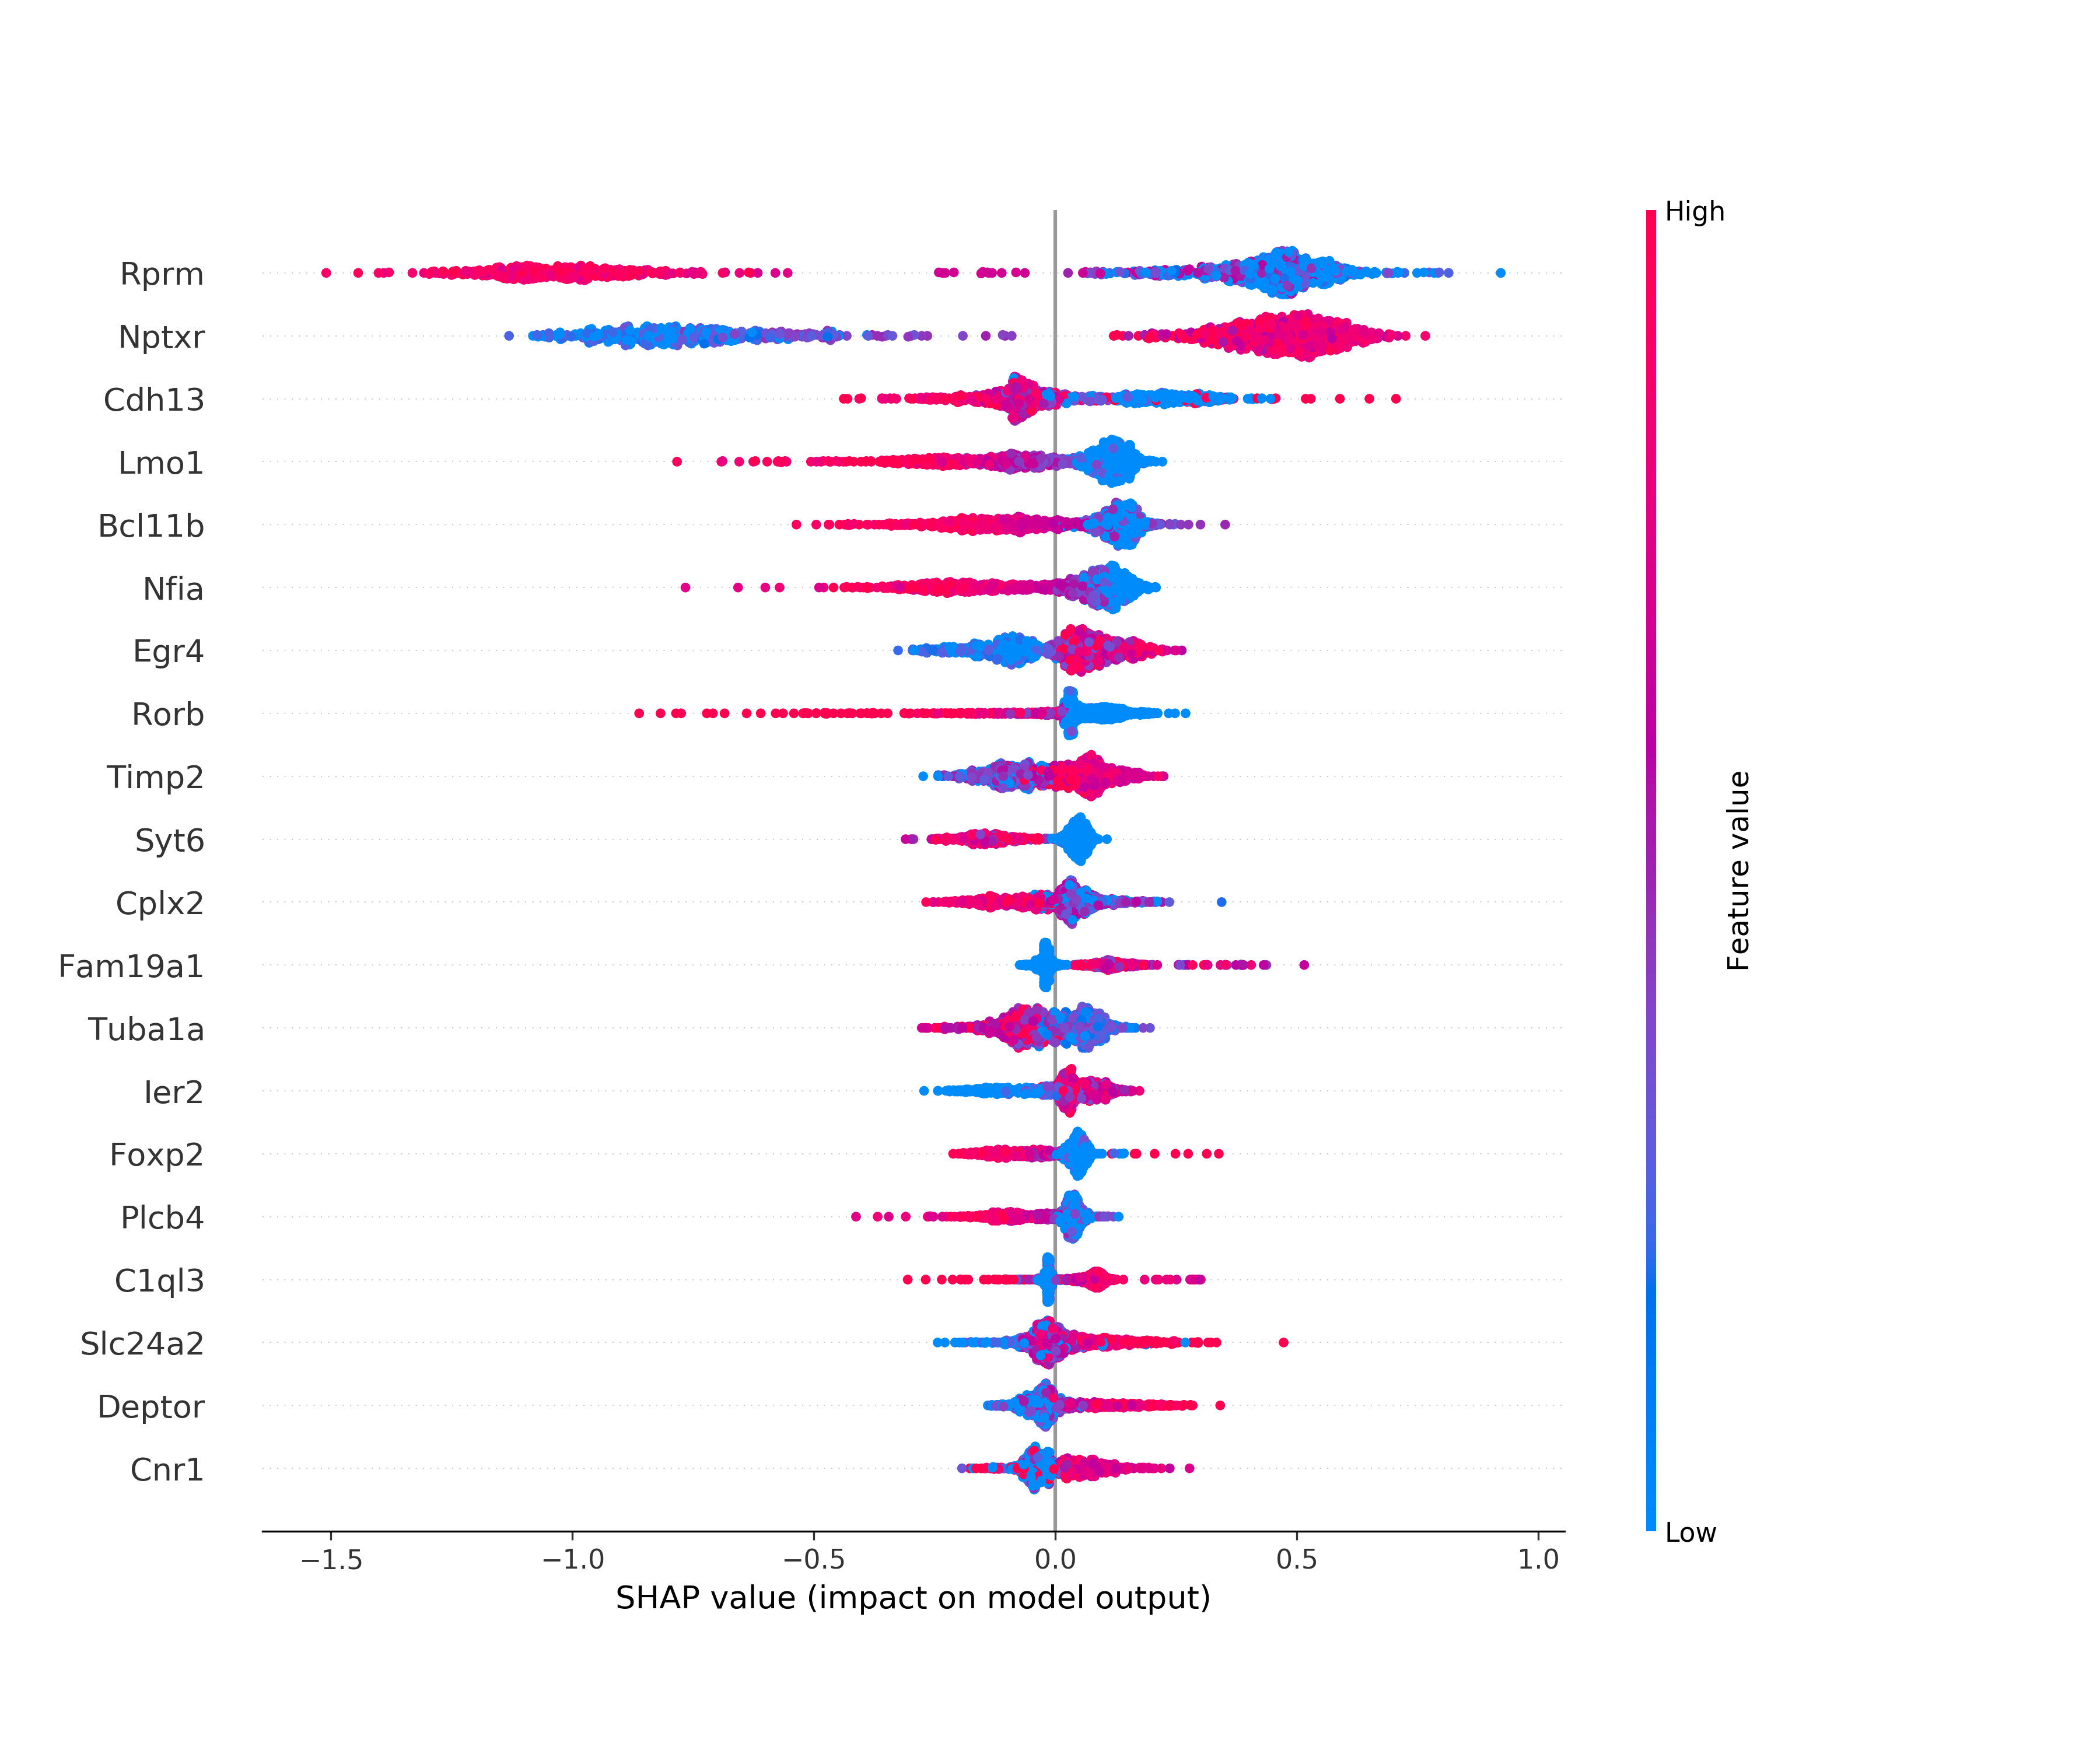 High
Rprm
Nptxr
Cdh13
Lmo1
Bcl11b
Nfia
Egr4
Rorb
Timp2
Syt6
Cplx2
Fam19a1
Tuba1a
Ier2
Foxp2
Plcb4
C1ql3
Slc24a2
Deptor
Cnr1
Feature value
Low
−1.5 −1.0 −0.5 0.0 0.5 1.0
SHAP value (impact on model output)